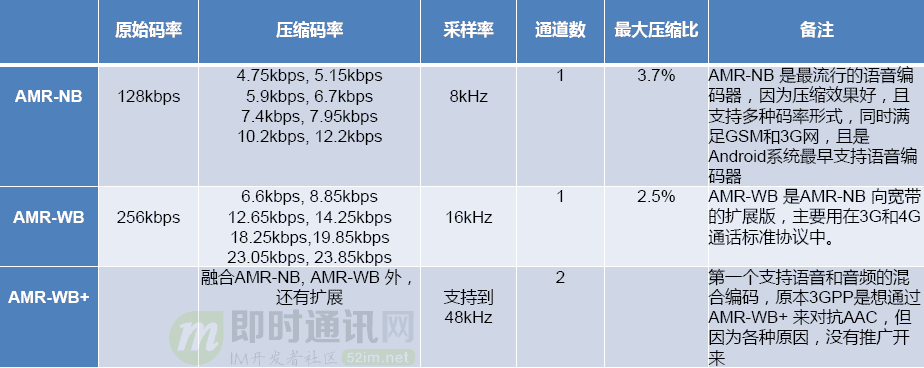 原始码率 压缩码率 采样率 通道数 最大压缩比 备注
AMR-NB 128kbps 4.75kbps, 5.15kbps
5.9kbps, 6.7kbps
7.4kbps, 7.95kbps
10.2kbps, 12.2kbps
8kHz 1 3.7% AMR-NB 是最流行的语音编
码器，因为压缩效果好，且
支持多种码率形式，同时满
足GSM和3G网，且是
Android系统最早支持语音编
码器
AMR-WB 256kbps 6.6kbps, 8.85kbps
12.65kbps, 14.25kbps
18.25kbps,19.85kbps
23.05kbps, 23.85kbps
16kHz 1 2.5% AMR-WB 是AMR-NB 向宽带
的扩展版，主要用在3G和4G
通话标准协议中。
AMR-WB+ 融合AMR-NB, AMR-WB 外，
还有扩展
支持到
48kHz
2 第一个支持语音和音频的混
合编码，原本3GPP是想通过
AMR-WB+ 来对抗AAC，但
因为各种原因，没有推广开
来
即时通讯网
IM开发者社区 52im.net